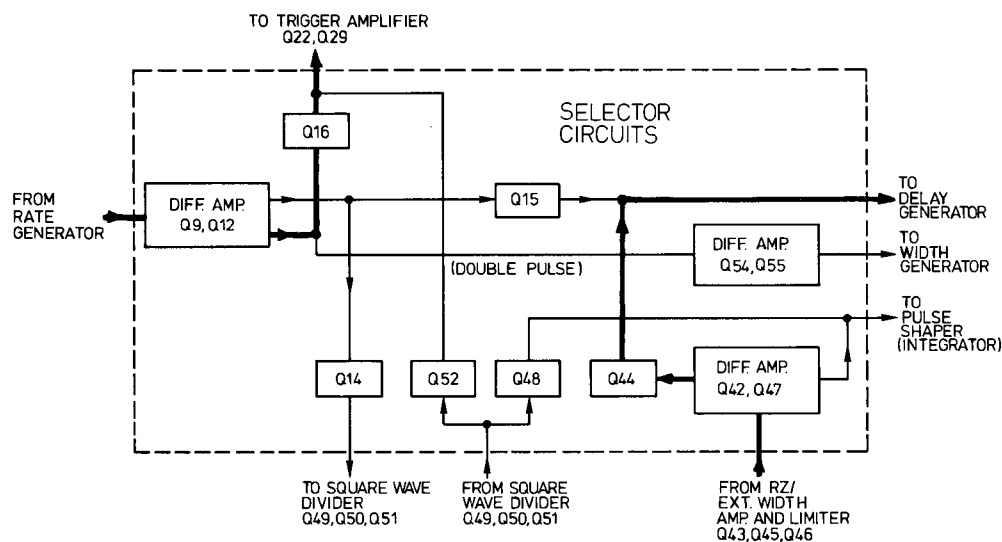 TO TRIGGER AMPLIFIER
Q22, Q29
SELECTOR
CIRCUITS
Q16
FROM
RATE
GENERATOR
DIFF. AMP.
Q9, Q12
Q15
TO
DELAY
GENERATOR
(DOUBLE PULSE)
DIFF. AMP.
Q54, Q55
TO
WIDTH
GENERATOR
TO
PULSE
SHAPER
(INTEGRATOR)
Q14
Q52
Q48
Q44
DIFF. AMP.
Q42, Q47
TO SQUARE WAVE
DIVIDER
Q49, Q50, Q51
FROM SQUARE
WAVE DIVIDER
Q49, Q50, Q51
FROM RZ/
EXT. WIDTH
AMP. AND LIMITER
Q43, Q45, Q46